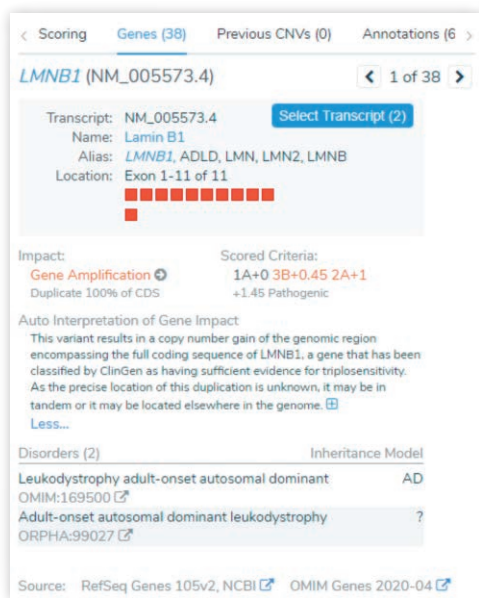 Scoring Genes (38) Previous CNVs (0) Annotations (6
LMNB1 (NM_005573.4) 1 of 38
Transcript: NM_005573.4 Select Transcript (2)
Name: Lamin B1
Alias: LMNB1, ADLD, LMN, LMN2, LMNB
Location: Exon 1-11 of 11
Impact: Scored Criteria:
Gene Amplification 1A+0 3B+0.45 2A+1
Duplicate 100% of CDS +1.45 Pathogenic
Auto Interpretation of Gene Impact
This variant results in a copy number gain of the genomic region
encompassing the full coding sequence of LMNB1, a gene that has been
classified by ClinGen as having sufficient evidence for triplosensitivity.
As the precise location of this duplication is unknown, it may be in
tandem or it may be located elsewhere in the genome.
Less...
Disorders (2) Inheritance Model
Leukodystrophy adult-onset autosomal dominant AD
OMIM:169500
Adult-onset autosomal dominant leukodystrophy ?
ORPHA:99027
Source: RefSeq Genes 105v2, NCBI OMIM Genes 2020-04